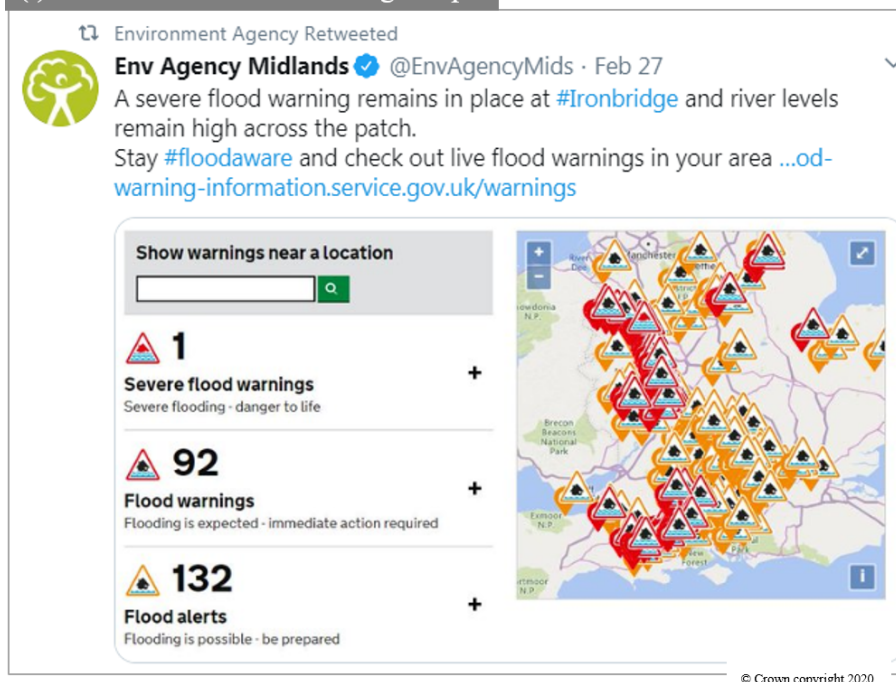 Environment Agency Retweeted
Env Agency Midlands @EnvAgencyMids · Feb 27
A severe flood warning remains in place at #Ironbridge and river levels
remain high across the patch.
Stay #floodaware and check out live flood warnings in your area ...od-
warning-information.service.gov.uk/warnings
Show warnings near a location
1
Severe flood warnings
Severe flooding - danger to life
+
92
Flood warnings
Flooding is expected - immediate action required
+
132
Flood alerts
Flooding is possible - be prepared
+
+
-
River
Dee
N.P.
Brecon
Beacons
National
Park
Exmoor
N.P.
New
Forest
Park
N.P.
i
© Crown copyright 2020